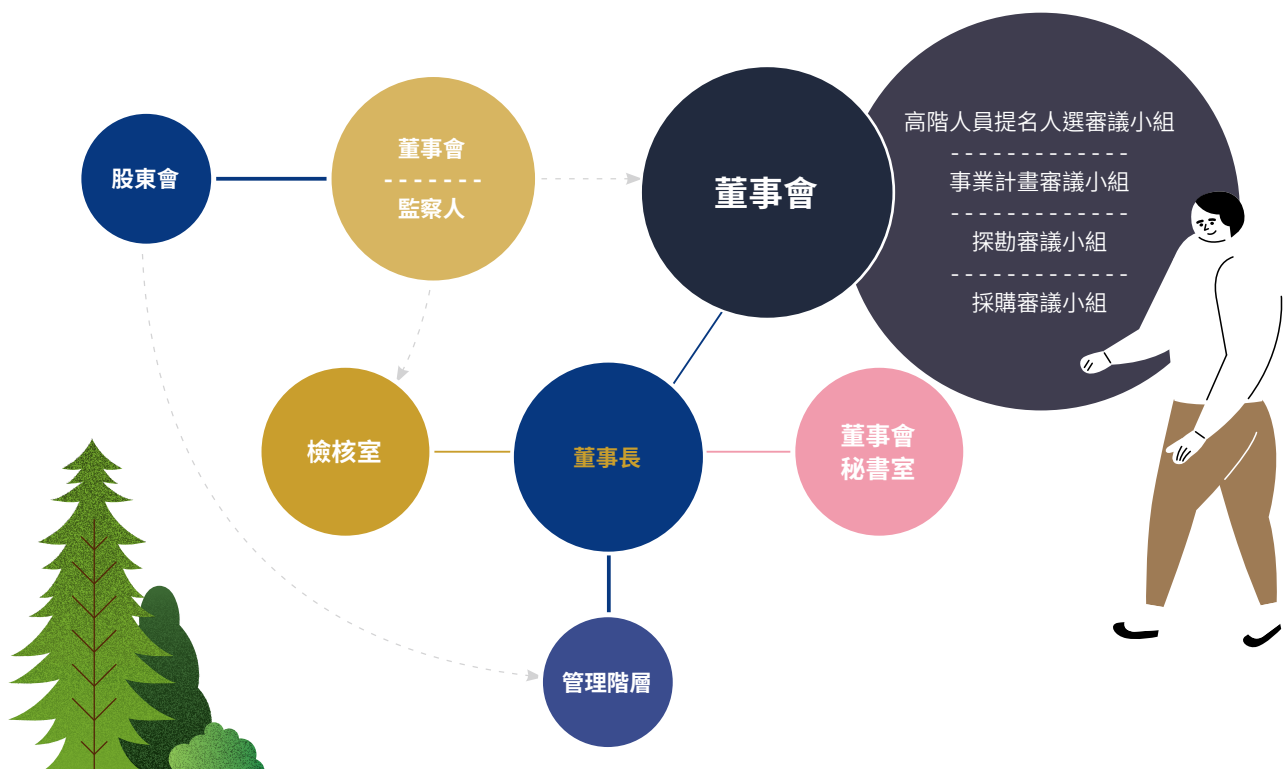 股東會
董事會
監察人
董事會
高階人員提名人選審議小組
事業計畫審議小組
探勘審議小組
採購審議小組
檢核室
董事長
董事會
秘書室
管理階層